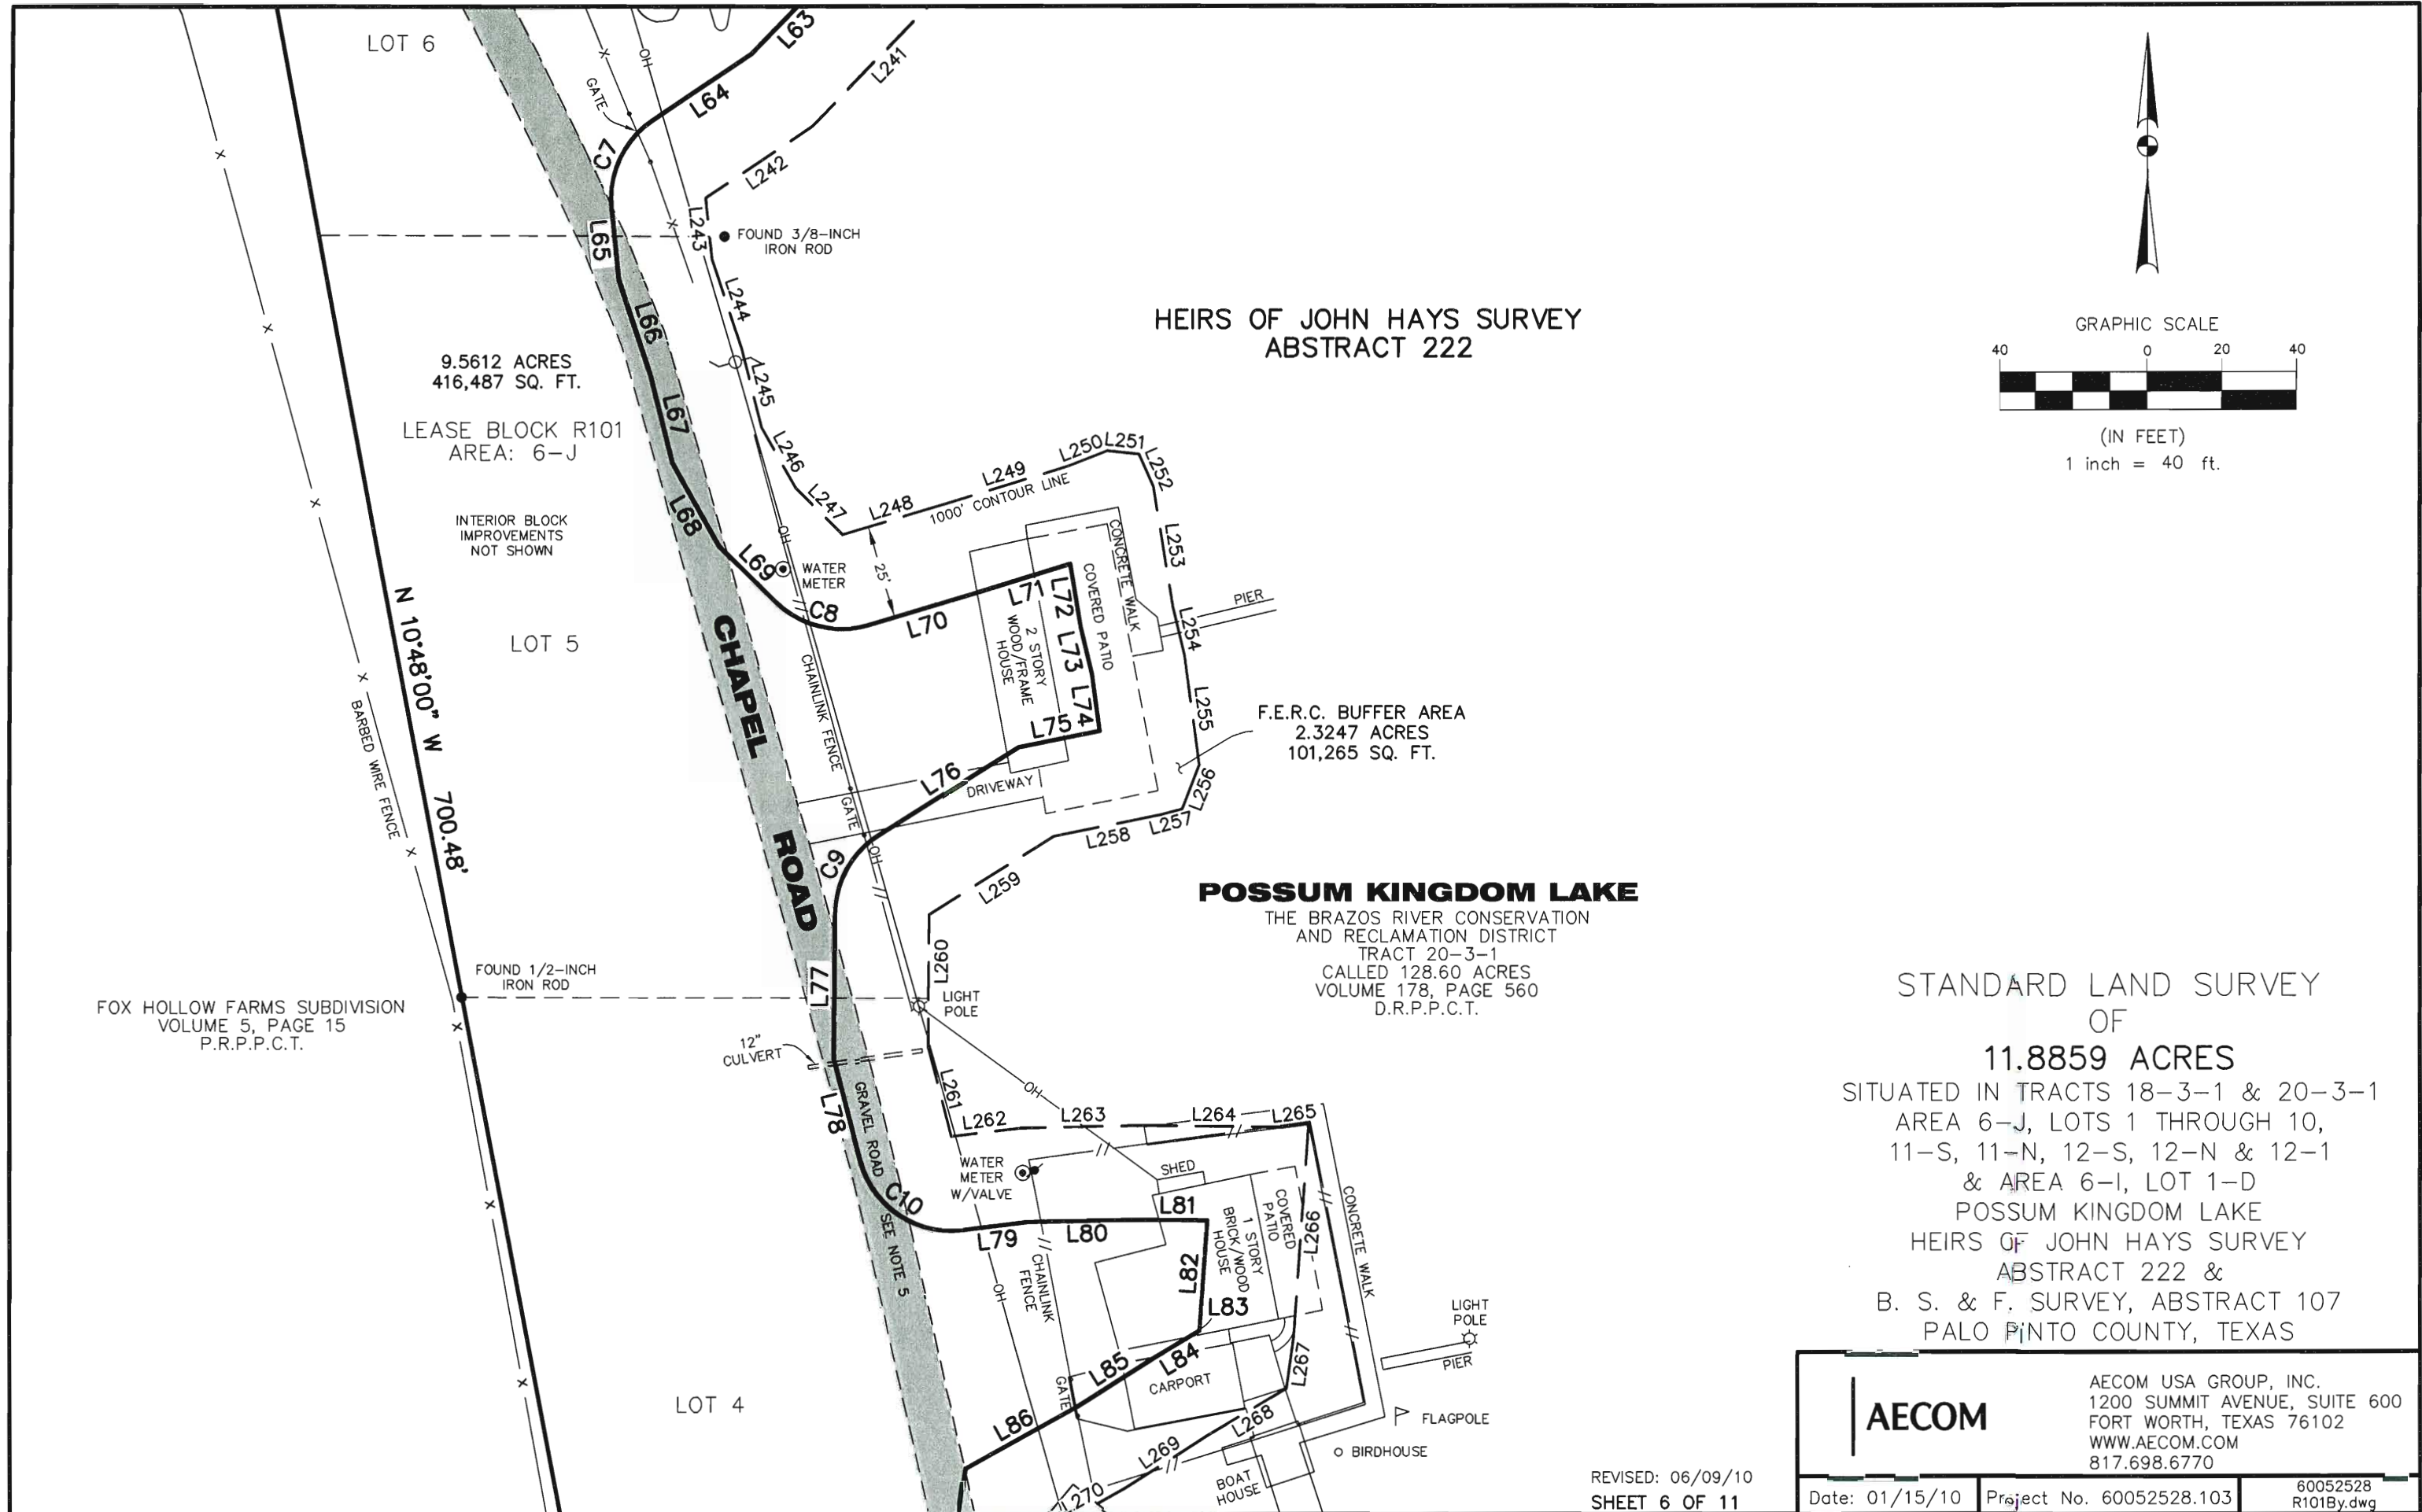 LOT 6
L63
L64
L241
L242
GATE
X
OH
C7
L65
L243
FOUND 3/8-INCH
IRON ROD
L244
L66
L245
L67
L246
L68
L247
L69
9.5612 ACRES
416,487 SQ. FT.
LEASE BLOCK R101
AREA: 6-J
INTERIOR BLOCK
IMPROVEMENTS
NOT SHOWN
HEIRS OF JOHN HAYS SURVEY
ABSTRACT 222
GRAPHIC SCALE
40 0 20 40
(IN FEET)
1 inch = 40 ft.
L248
L249
L250
L251
L252
1000' CONTOUR LINE
L253
L254
L255
L256
L257
L258
L259
L260
25'
WATER
METER
OH
C8
L70
L71
L72
L73
L74
L75
L76
2 STORY
WOOD/FRAME
HOUSE
COVERED PATIO
CONCRETE WALK
PIER
DRIVEWAY
CHAINLINK FENCE
GATE
OH
C9
LOT 5
N 10°48'00" W 700.48'
BARBED WIRE FENCE
CHAPEL
ROAD
F.E.R.C. BUFFER AREA
2.3247 ACRES
101,265 SQ. FT.
POSSUM KINGDOM LAKE
THE BRAZOS RIVER CONSERVATION
AND RECLAMATION DISTRICT
TRACT 20-3-1
CALLED 128.60 ACRES
VOLUME 178, PAGE 560
D.R.P.P.C.T.
FOUND 1/2-INCH
IRON ROD
FOX HOLLOW FARMS SUBDIVISION
VOLUME 5, PAGE 15
P.R.P.P.C.T.
L77
LIGHT
POLE
12"
CULVERT
L78
GRAVEL ROAD
SEE NOTE 5
L261
L262
L263
L264
L265
OH
WATER
METER
W/VALVE
SHED
C10
L79
L80
L81
L82
L83
L84
L85
L86
CHAINLINK
FENCE
OH
GATE
1 STORY
BRICK/WOOD
HOUSE
COVERED
PATIO
L266
CONCRETE WALK
L267
L268
L269
L270
CARPORT
BOAT
HOUSE
LIGHT
POLE
PIER
FLAGPOLE
BIRDHOUSE
LOT 4
STANDARD LAND SURVEY
OF
11.8859 ACRES
SITUATED IN TRACTS 18-3-1 & 20-3-1
AREA 6-J, LOTS 1 THROUGH 10,
11-S, 11-N, 12-S, 12-N & 12-1
& AREA 6-I, LOT 1-D
POSSUM KINGDOM LAKE
HEIRS OF JOHN HAYS SURVEY
ABSTRACT 222 &
B. S. & F. SURVEY, ABSTRACT 107
PALO PINTO COUNTY, TEXAS
REVISED: 06/09/10
SHEET 6 OF 11
AECOM
AECOM USA GROUP, INC.
1200 SUMMIT AVENUE, SUITE 600
FORT WORTH, TEXAS 76102
WWW.AECOM.COM
817.698.6770
Date: 01/15/10
Project No. 60052528.103
60052528
R101By.dwg